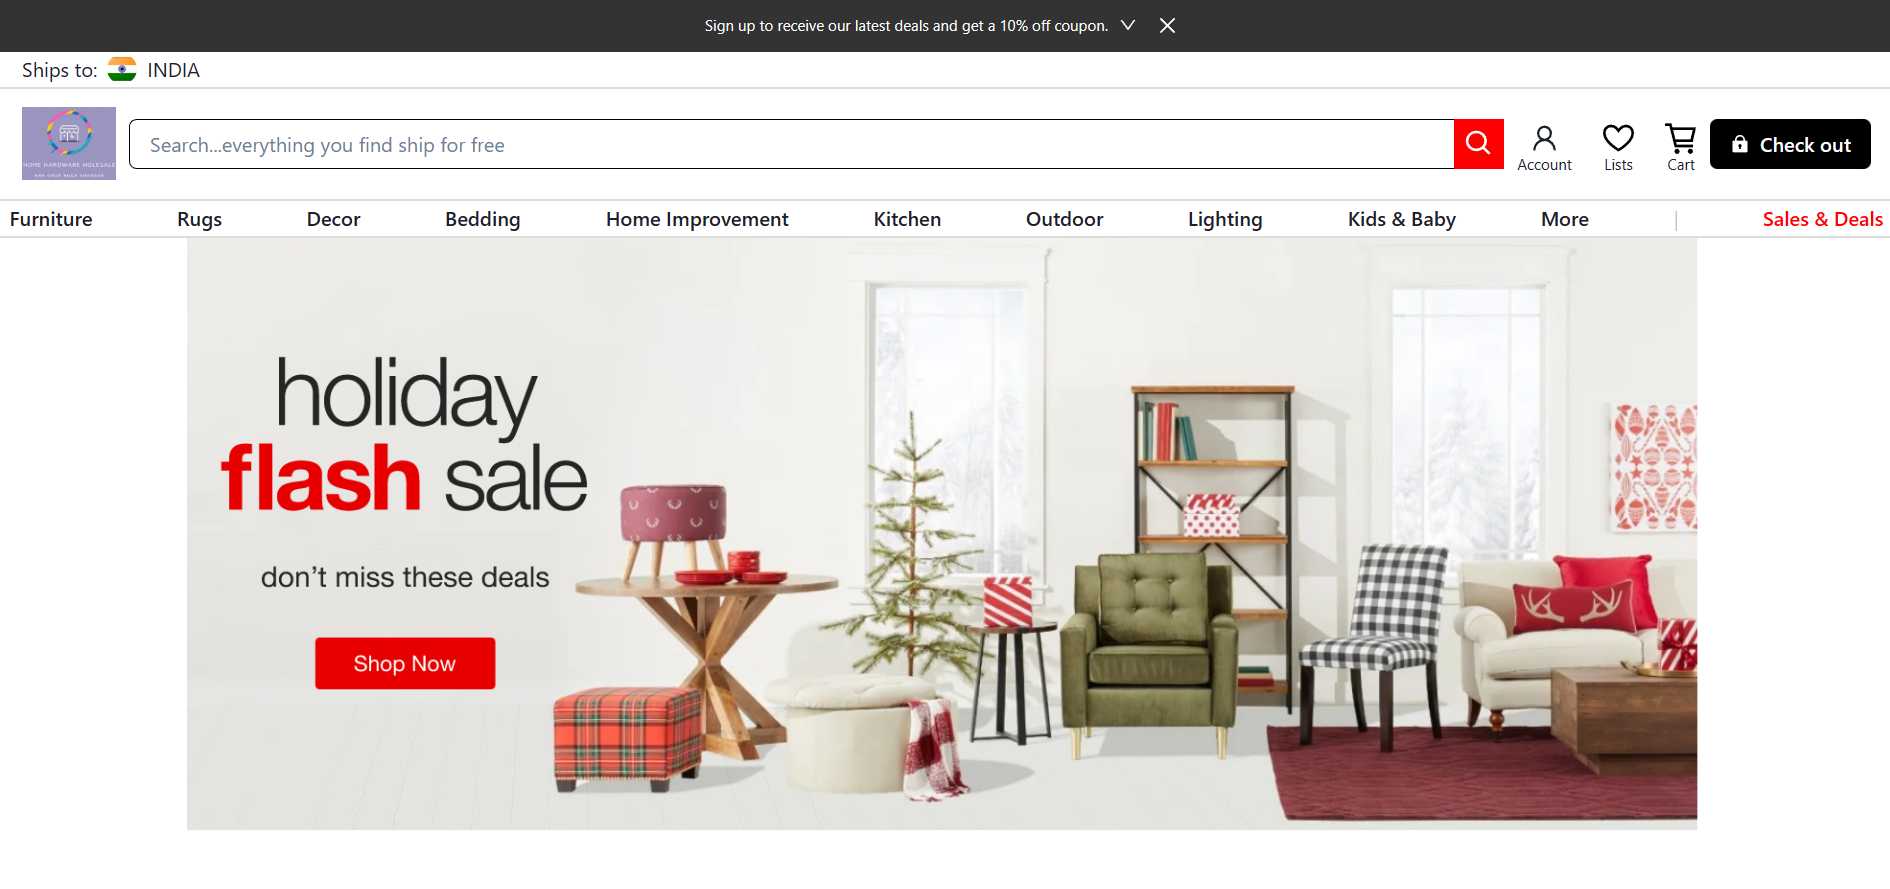 Sign up to receive our latest deals and get a 10% off coupon.
Ships to: INDIA
HOME HARDWARE HOLESALE
Search...everything you find ship for free
Account
Lists
Cart
Check out
Furniture
Rugs
Decor
Bedding
Home Improvement
Kitchen
Outdoor
Lighting
Kids & Baby
More
Sales & Deals
holiday
flash sale
don't miss these deals
Shop Now